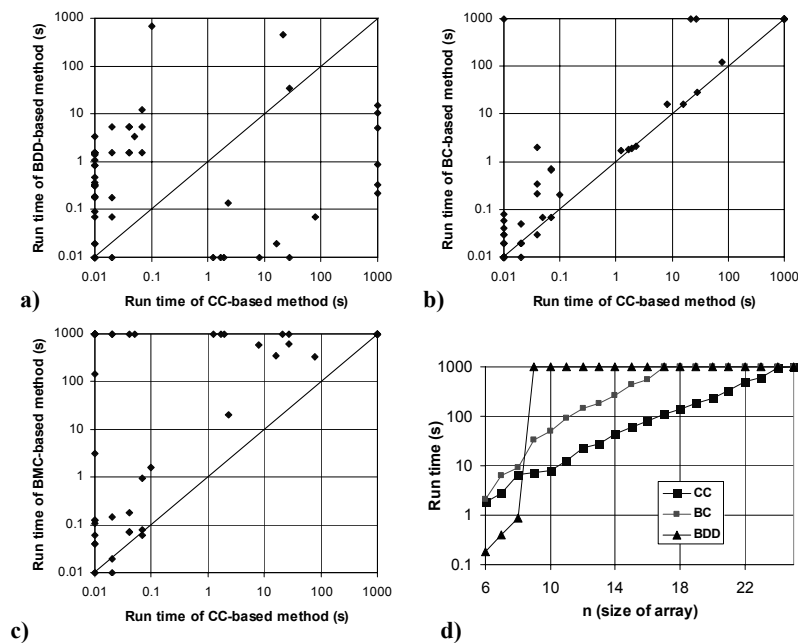 1000
100
10
1
0.1
0.01
Run time of BDD-based method (s)
0.01 0.1 1 10 100 1000
Run time of CC-based method (s)
a)
1000
100
10
1
0.1
0.01
Run time of BC-based method (s)
0.01 0.1 1 10 100 1000
Run time of CC-based method (s)
b)
1000
100
10
1
0.1
0.01
Run time of BMC-based method (s)
0.01 0.1 1 10 100 1000
Run time of CC-based method (s)
c)
1000
100
10
1
0.1
Run time (s)
CC
BC
BDD
6 10 14 18 22
n (size of array)
d)